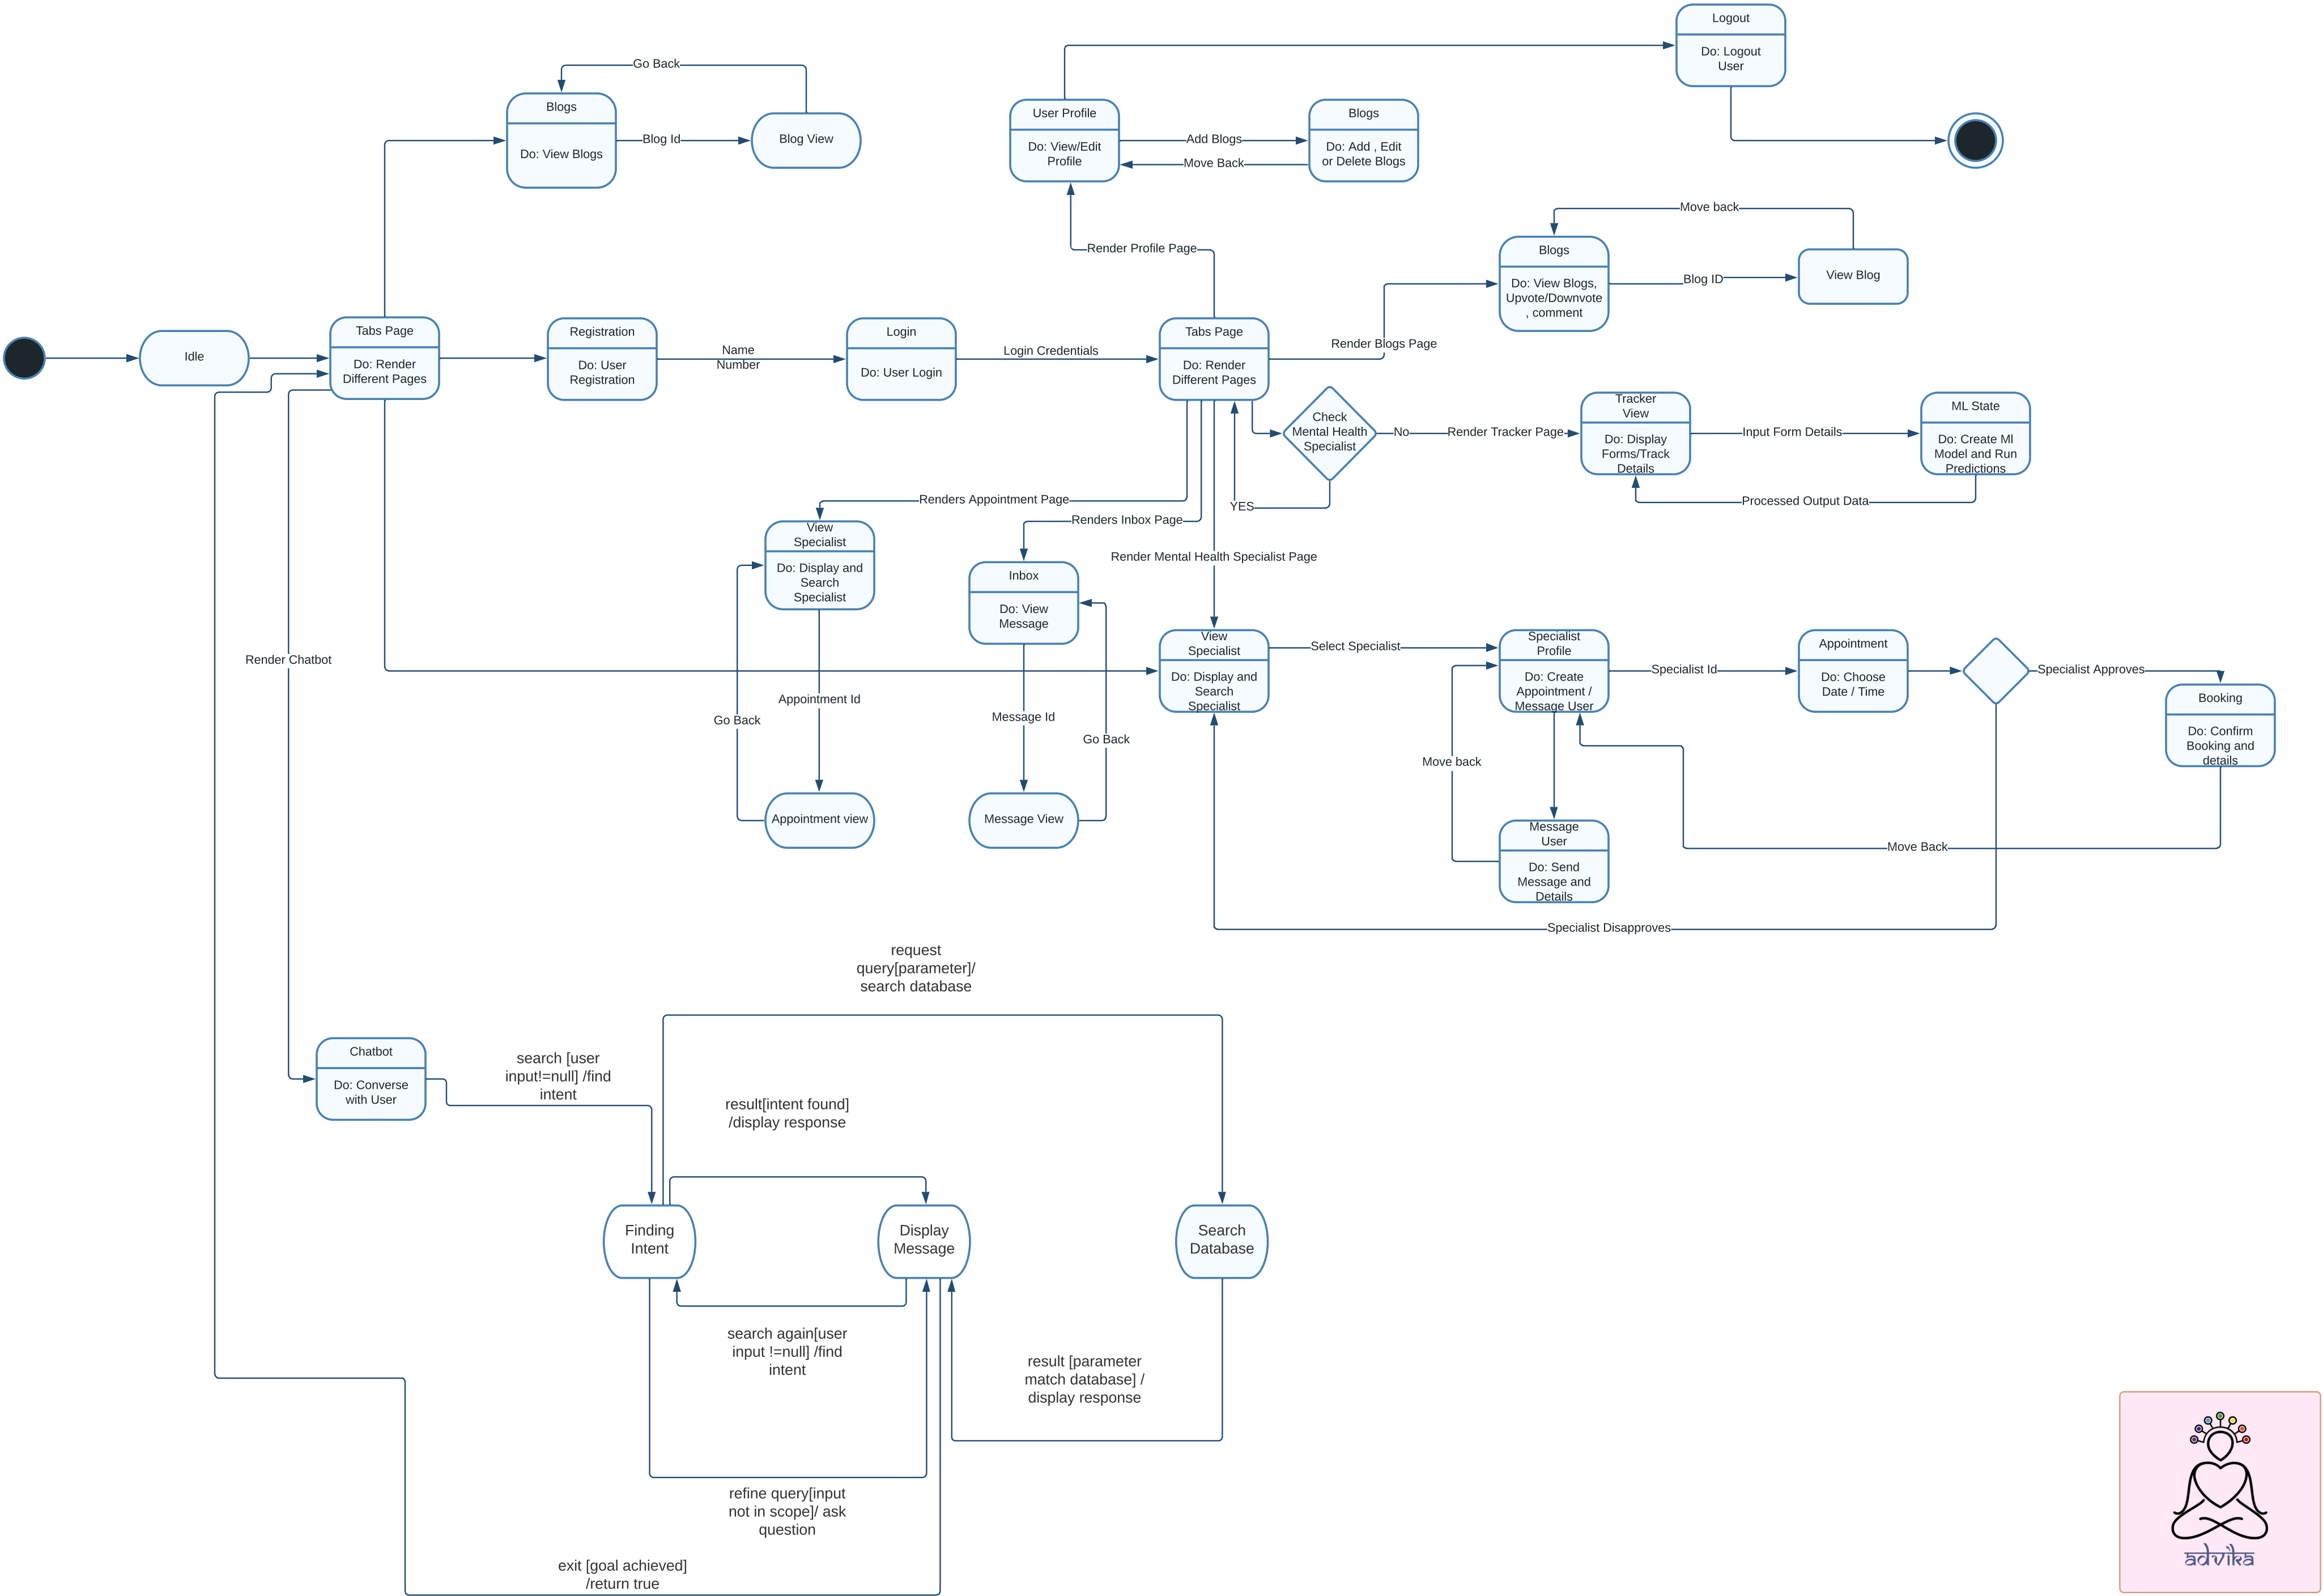 Logout
Do: Logout
User
Go Back
Blogs
Do: View Blogs
Blog Id
Blog View
User Profile
Do: View/Edit
Profile
Add Blogs
Move Back
Blogs
Do: Add , Edit
or Delete Blogs
Move back
Render Profile Page
Blogs
Do: View Blogs,
Upvote/Downvote
, comment
Blog ID
View Blog
Idle
Tabs Page
Do: Render
Different Pages
Registration
Do: User
Registration
Name
Number
Login
Do: User Login
Login Credentials
Tabs Page
Do: Render
Different Pages
Render Blogs Page
Check
Mental Health
Specialist
No
Render Tracker Page
Tracker
View
Do: Display
Forms/Track
Details
Input Form Details
ML State
Do: Create Ml
Model and Run
Predictions
Processed Output Data
YES
Renders Appointment Page
Renders Inbox Page
Render Mental Health Specialist Page
View
Specialist
Do: Display and
Search
Specialist
Inbox
Do: View
Message
Render Chatbot
View
Specialist
Do: Display and
Search
Specialist
Select Specialist
Specialist
Profile
Do: Create
Appointment /
Message User
Specialist Id
Appointment
Do: Choose
Date / Time
Specialist Approves
Booking
Do: Confirm
Booking and
details
Appointment Id
Go Back
Message Id
Go Back
Move back
Appointment view
Message View
Message
User
Do: Send
Message and
Details
Move Back
Specialist Disapproves
request
query[parameter]/
search database
Chatbot
Do: Converse
with User
search [user
input!=null] /find
intent
result[intent found]
/display response
Finding
Intent
Display
Message
Search
Database
search again[user
input !=null] /find
intent
result [parameter
match database] /
display response
refine query[input
not in scope]/ ask
question
exit [goal achieved]
/return true
advika